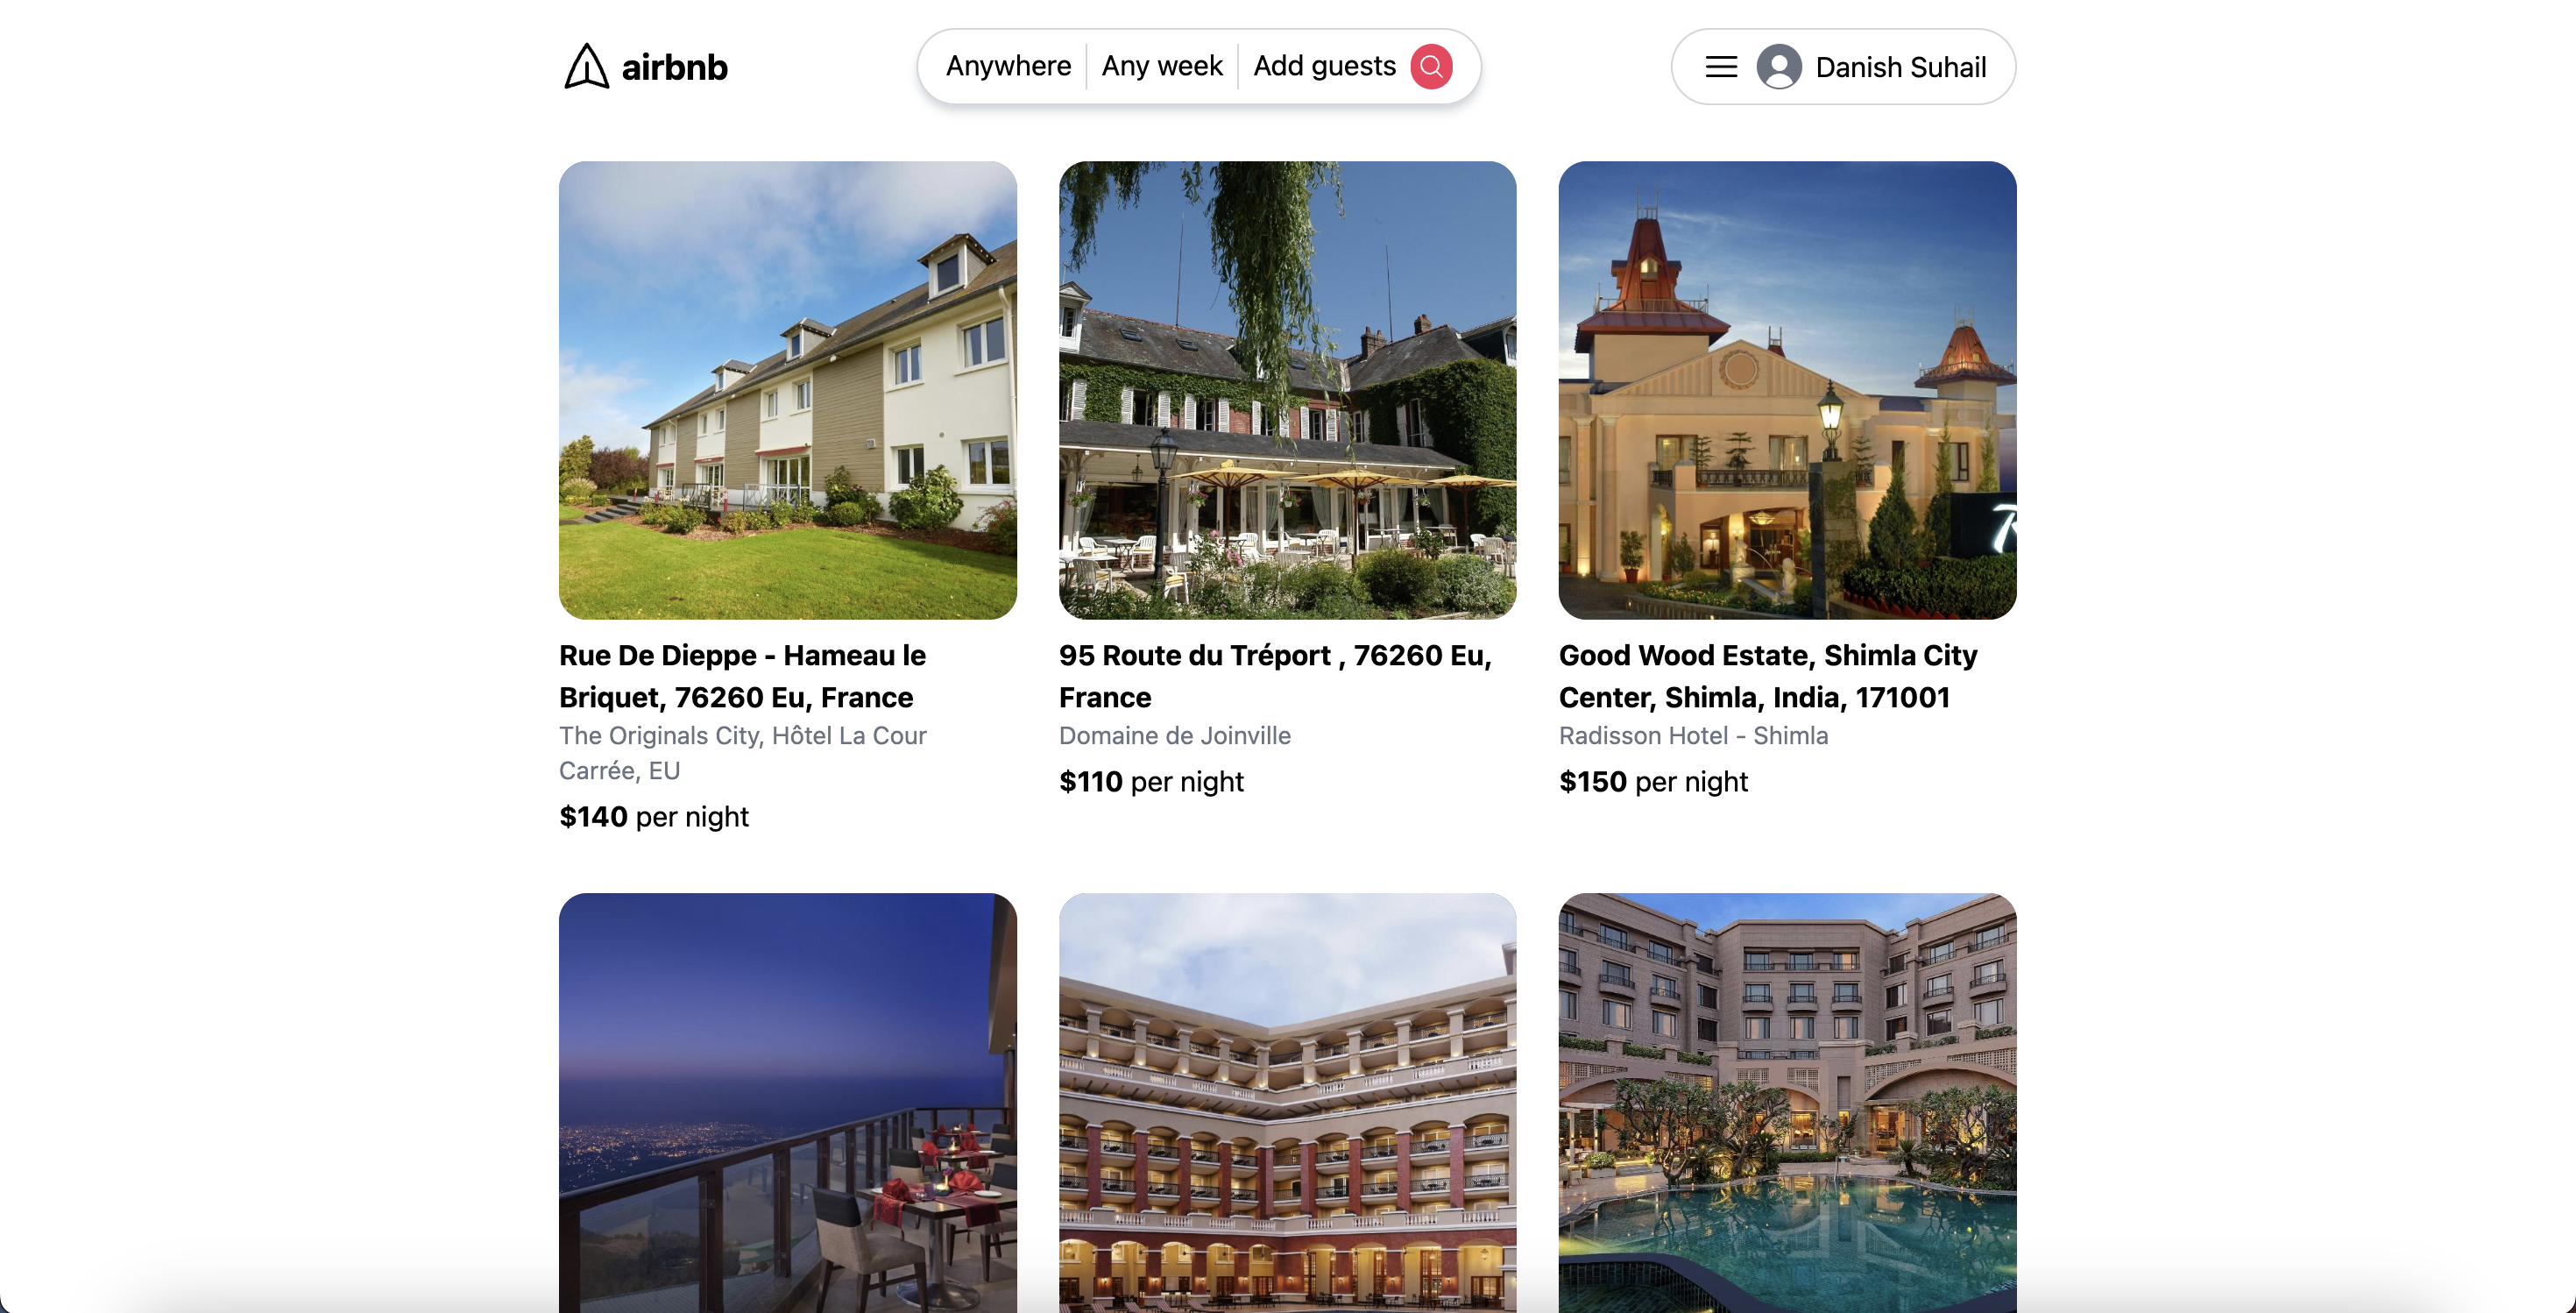 airbnb
Anywhere
Any week
Add guests
Danish Suhail
Rue De Dieppe - Hameau le
Briquet, 76260 Eu, France
The Originals City, Hôtel La Cour
Carrée, EU
$140 per night
95 Route du Tréport , 76260 Eu,
France
Domaine de Joinville
$110 per night
Good Wood Estate, Shimla City
Center, Shimla, India, 171001
Radisson Hotel - Shimla
$150 per night